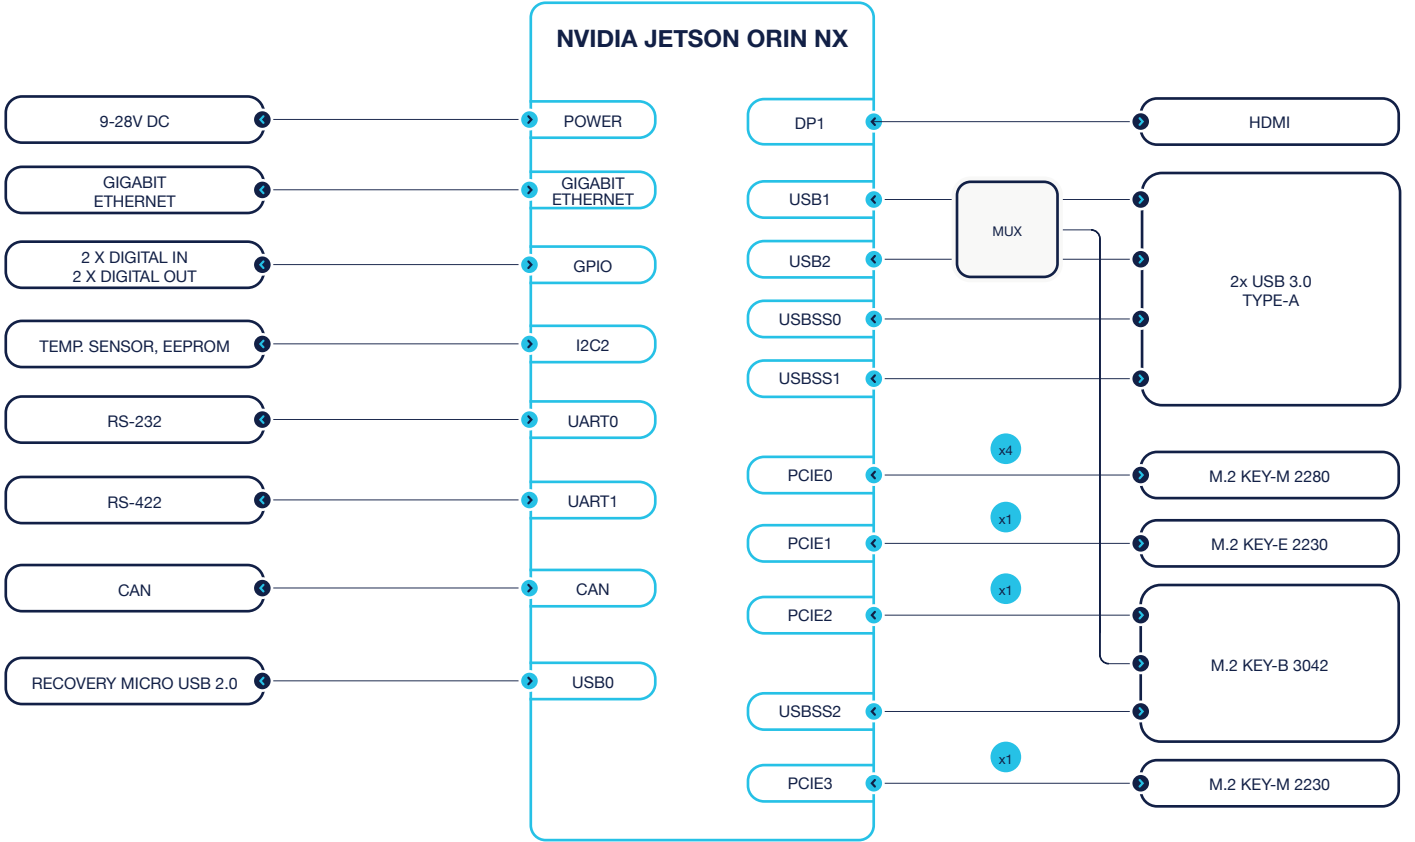 NVIDIA JETSON ORIN NX
9-28V DC
GIGABIT
ETHERNET
2 X DIGITAL IN
2 X DIGITAL OUT
TEMP. SENSOR, EEPROM
RS-232
RS-422
CAN
RECOVERY MICRO USB 2.0
POWER
GIGABIT
ETHERNET
GPIO
I2C2
UART0
UART1
CAN
USB0
DP1
USB1
USB2
USBSS0
USBSS1
PCIE0
PCIE1
PCIE2
USBSS2
PCIE3
MUX
x4
x1
x1
x1
HDMI
2x USB 3.0
TYPE-A
M.2 KEY-M 2280
M.2 KEY-E 2230
M.2 KEY-B 3042
M.2 KEY-M 2230